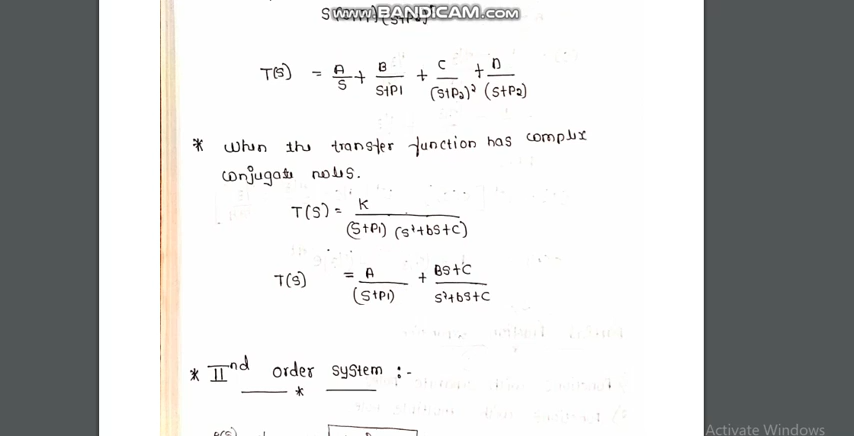 WWW.BANDICAM.COM
T(S) = A/S + B/S+P1 + C/(S+P2)² + D/(S+P2)
* When the transfer function has complex
conjugate poles.
T(S) = K/(S+P1) (S²+bS+C)
T(S) = A/(S+P1) + BS+C/S²+bS+C
* IInd order system :-
*
Activate Windows